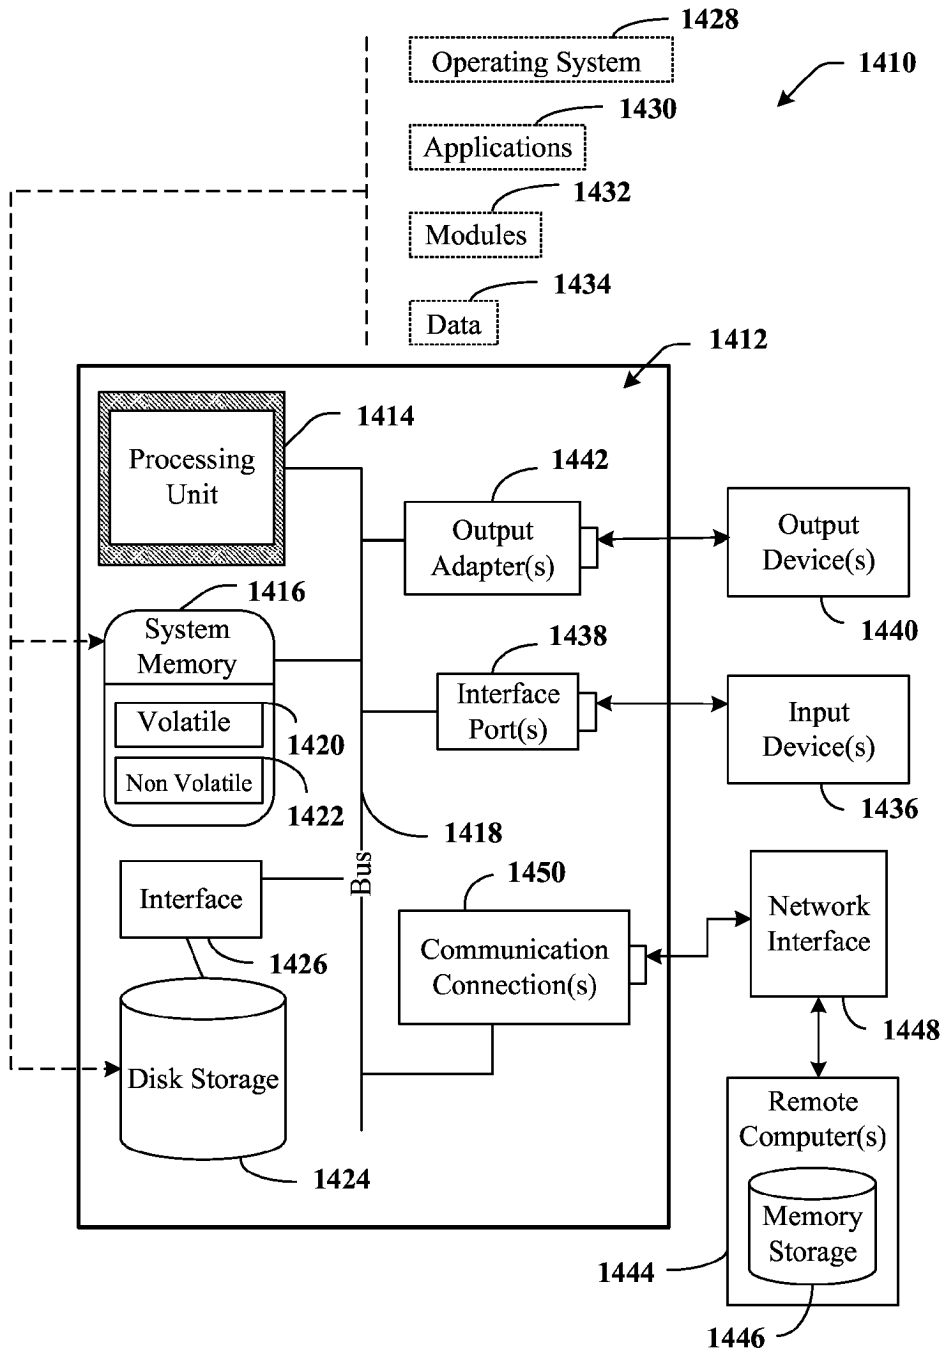 1428
Operating System
1410
1430
Applications
1432
Modules
1434
Data
1412
1414
Processing
Unit
1442
Output
Adapter(s)
Output
Device(s)
1440
1416
System
Memory
Volatile
1420
Non Volatile
1422
1438
Interface
Port(s)
Input
Device(s)
1436
1418
Bus
Interface
1426
1450
Communication
Connection(s)
Network
Interface
1448
Disk Storage
1424
Remote
Computer(s)
Memory
Storage
1444
1446